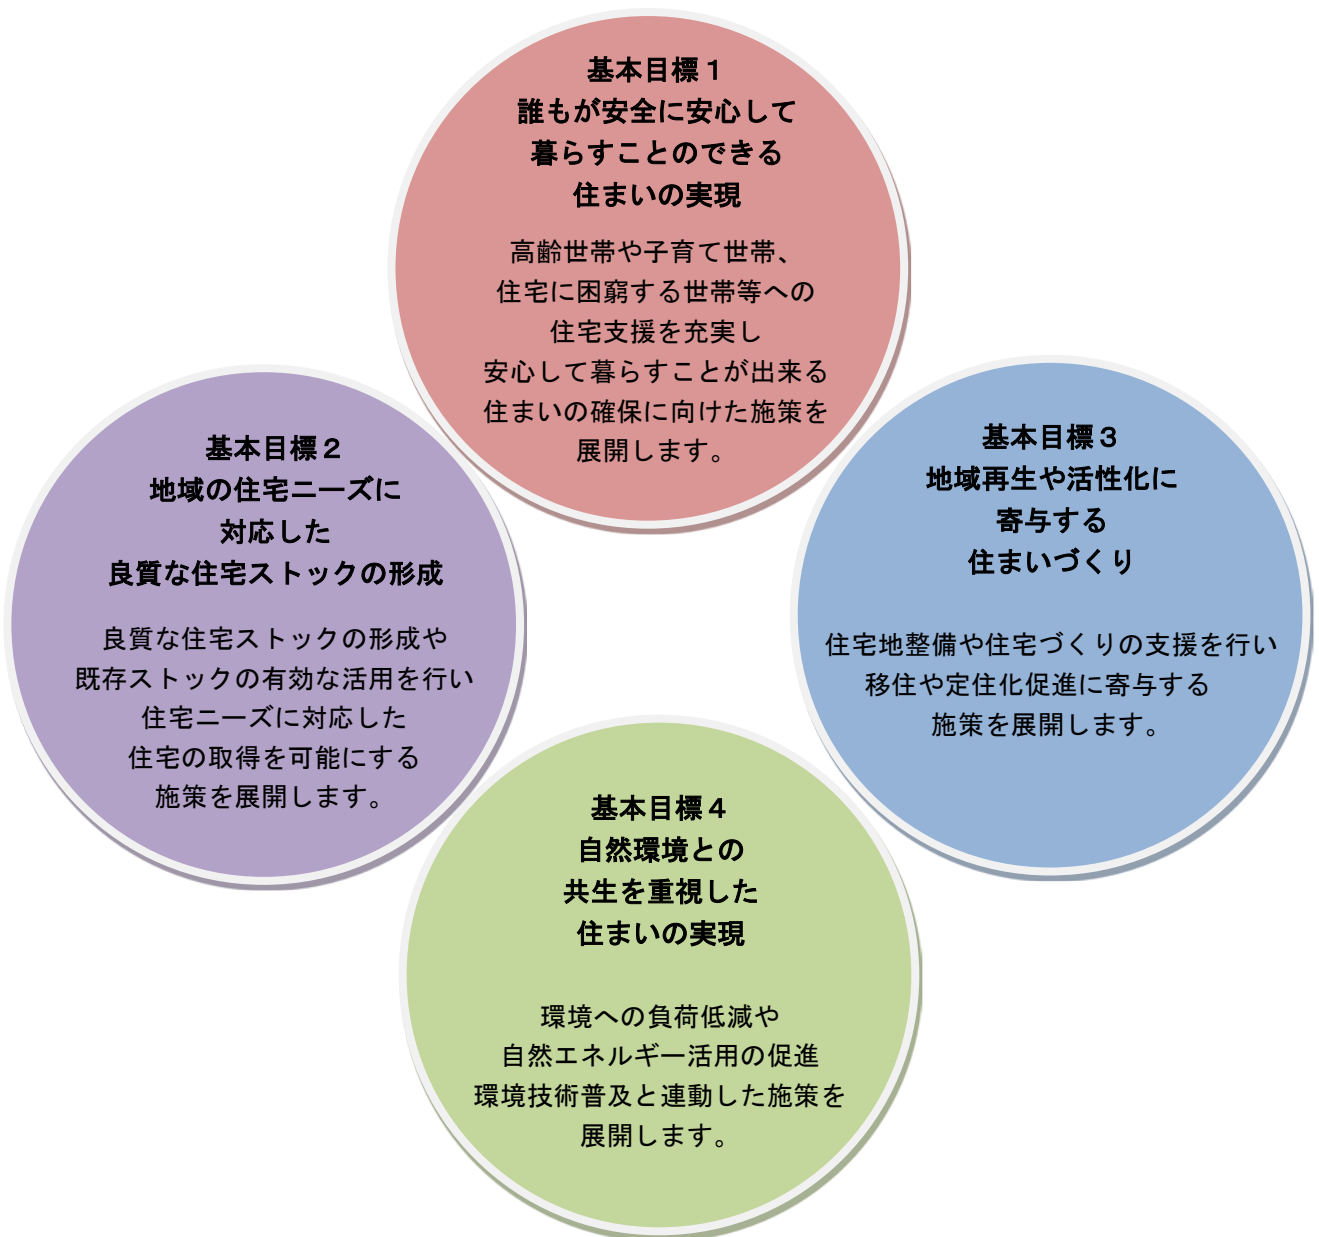 基本目標１
誰もが安全に安心して
暮らすことのできる
住まいの実現
高齢世帯や子育て世帯、
住宅に困窮する世帯等への
住宅支援を充実し
安心して暮らすことが出来る
住まいの確保に向けた施策を
展開します。
基本目標２
地域の住宅ニーズに
対応した
良質な住宅ストックの形成
良質な住宅ストックの形成や
既存ストックの有効な活用を行い
住宅ニーズに対応した
住宅の取得を可能にする
施策を展開します。
基本目標３
地域再生や活性化に
寄与する
住まいづくり
住宅地整備や住宅づくりの支援を行い
移住や定住化促進に寄与する
施策を展開します。
基本目標４
自然環境との
共生を重視した
住まいの実現
環境への負荷低減や
自然エネルギー活用の促進
環境技術普及と連動した施策を
展開します。